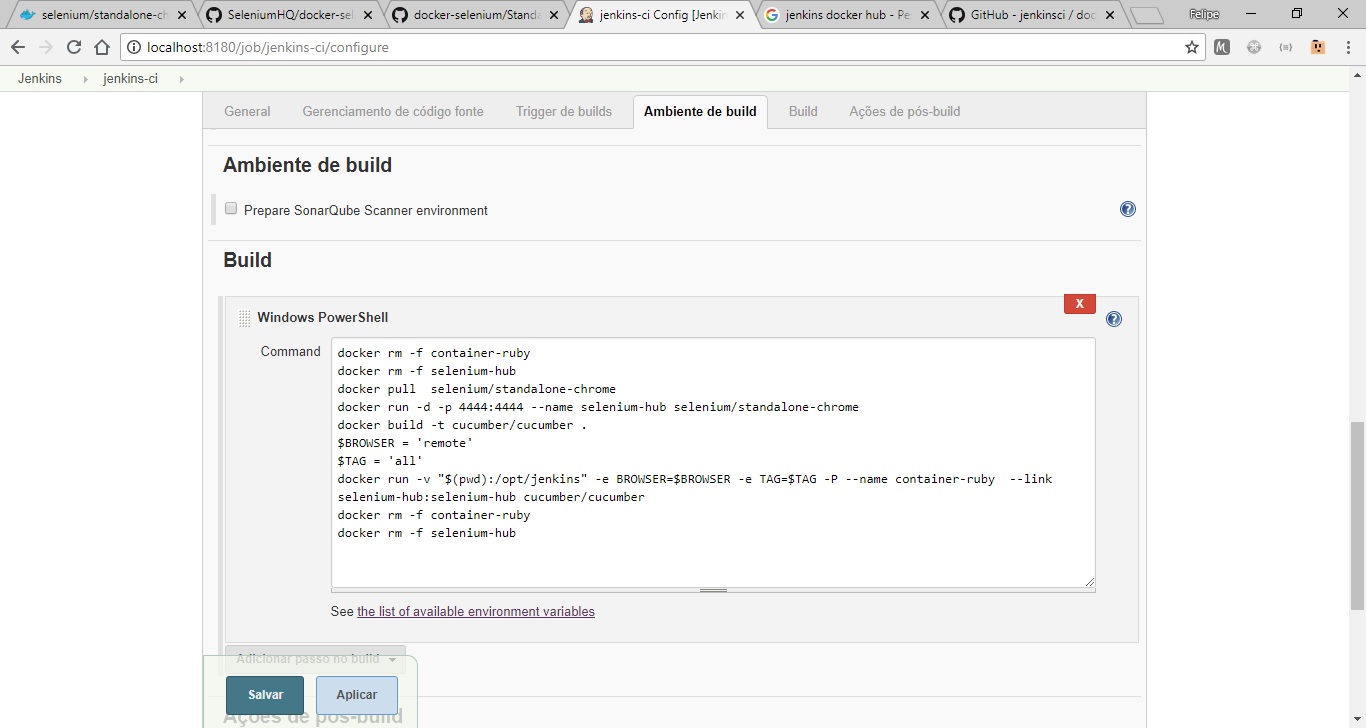 selenium/standalone-ch
SeleniumHQ/docker-sel
docker-selenium/Standa
jenkins-ci Config [Jenkin
jenkins docker hub - Pe
GitHub - jenkinsci / doc
Felipe
localhost:8180/job/jenkins-ci/configure
Jenkins
jenkins-ci
General
Gerenciamento de código fonte
Trigger de builds
Ambiente de build
Build
Ações de pós-build
Ambiente de build
Prepare SonarQube Scanner environment
Build
X
Windows PowerShell
Command
docker rm -f container-ruby
docker rm -f selenium-hub
docker pull  selenium/standalone-chrome
docker run -d -p 4444:4444 --name selenium-hub selenium/standalone-chrome
docker build -t cucumber/cucumber .
$BROWSER = 'remote'
$TAG = 'all'
docker run -v "$(pwd):/opt/jenkins" -e BROWSER=$BROWSER -e TAG=$TAG -P --name container-ruby  --link
selenium-hub:selenium-hub cucumber/cucumber
docker rm -f container-ruby
docker rm -f selenium-hub
See the list of available environment variables
Adicionar passo no build
Salvar
Aplicar
Ações de pós-build